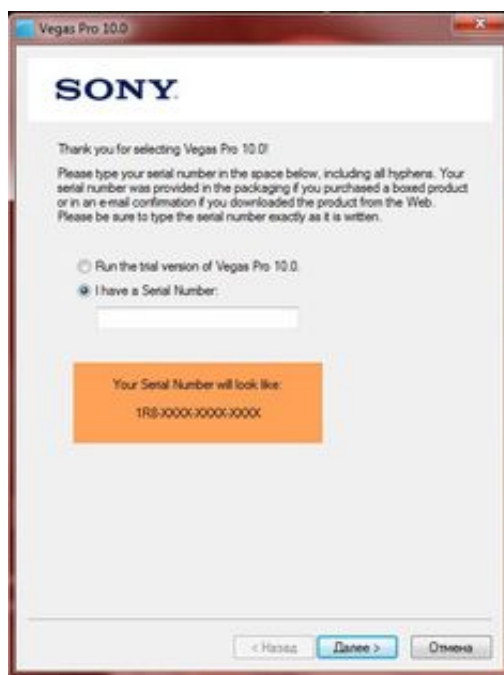 Vegas Pro 10.0
SONY
Thank you for selecting Vegas Pro 10.0!
Please type your serial number in the space below, including all hyphens. Your
serial number was provided in the packaging if you purchased a boxed product
or in an e-mail confirmation if you downloaded the product from the Web.
Please be sure to type the serial number exactly as it is written.
Run the trial version of Vegas Pro 10.0.
I have a Serial Number:
Your Serial Number will look like:
1R8-XXXX-XXXX-XXXX
< Назад Далее > Отмена